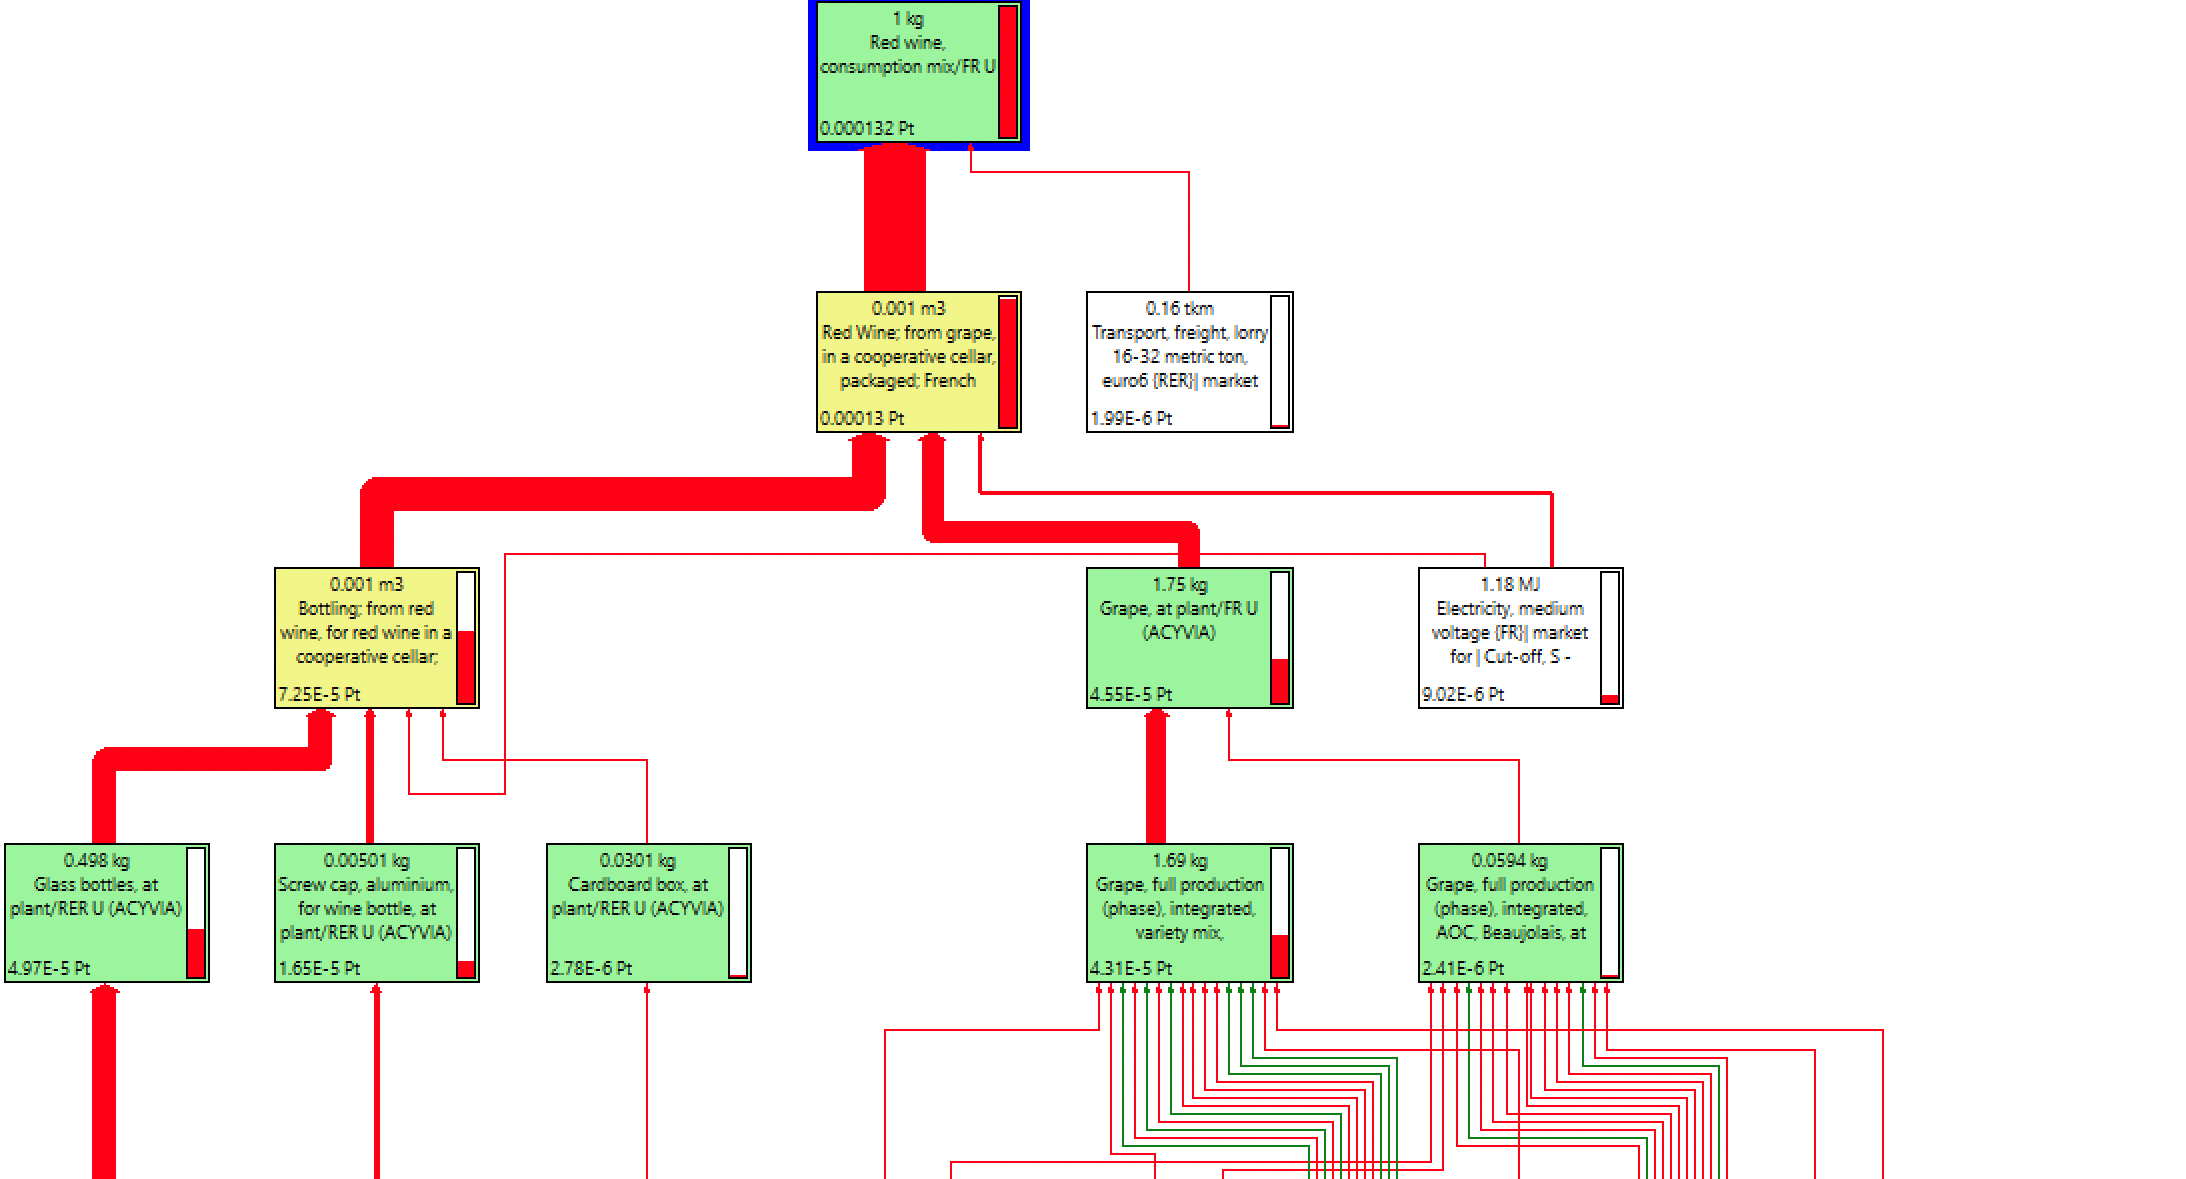 1 kg
Red wine,
consumption mix/FR U
0.000132 Pt
0.001 m3
Red Wine; from grape,
in a cooperative cellar,
packaged; French
0.00013 Pt
0.16 tkm
Transport, freight, lorry
16-32 metric ton,
euro6 {RER}| market
1.99E-6 Pt
0.001 m3
Bottling; from red
wine, for red wine in a
cooperative cellar;
7.25E-5 Pt
1.75 kg
Grape, at plant/FR U
(ACYVIA)
4.55E-5 Pt
1.18 MJ
Electricity, medium
voltage {FR}| market
for | Cut-off, S -
9.02E-6 Pt
0.498 kg
Glass bottles, at
plant/RER U (ACYVIA)
4.97E-5 Pt
0.00501 kg
Screw cap, aluminium,
for wine bottle, at
plant/RER U (ACYVIA)
1.65E-5 Pt
0.0301 kg
Cardboard box, at
plant/RER U (ACYVIA)
2.78E-6 Pt
1.69 kg
Grape, full production
(phase), integrated,
variety mix,
4.31E-5 Pt
0.0594 kg
Grape, full production
(phase), integrated,
AOC, Beaujolais, at
2.41E-6 Pt